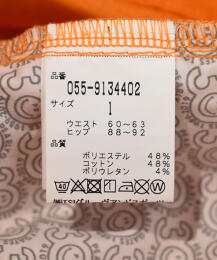 品番
055-9134402
サイズ
1
ウエスト 60〜63
ヒップ 88〜92
品質
ポリエステル 48%
コットン 48%
ポリウレタン 4%
40